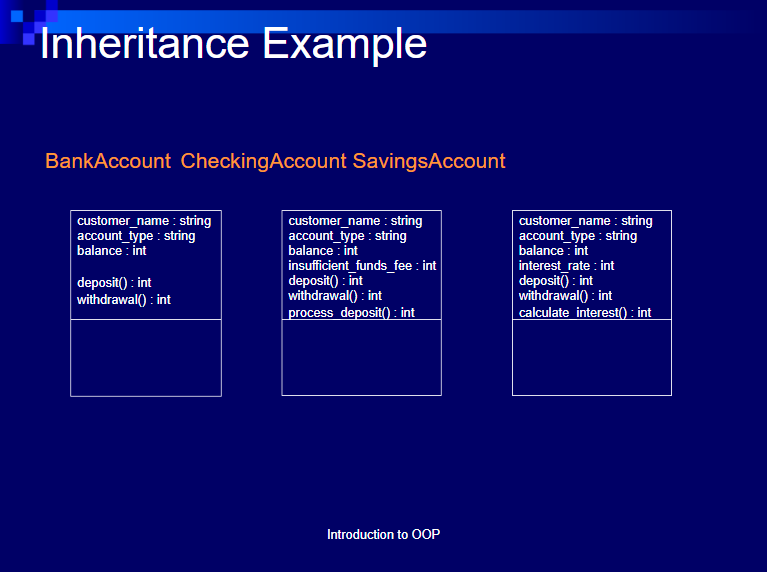 Inheritance Example
BankAccount CheckingAccount SavingsAccount
customer_name : string
account_type : string
balance : int
deposit() : int
withdrawal() : int
customer_name : string
account_type : string
balance : int
insufficient_funds_fee : int
deposit() : int
withdrawal() : int
process_deposit() : int
customer_name : string
account_type : string
balance : int
interest_rate : int
deposit() : int
withdrawal() : int
calculate_interest() : int
Introduction to OOP